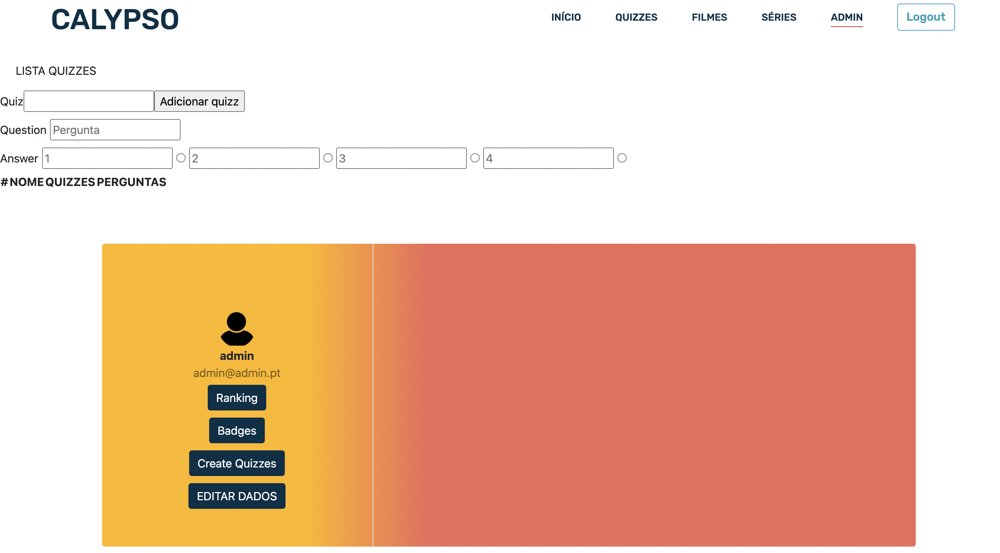 CALYPSO INÍCIO QUIZZES FILMES SÉRIES ADMIN Logout
LISTA QUIZZES
Quiz Adicionar quizz
Question Pergunta
Answer 1 2 3 4
# NOME QUIZZES PERGUNTAS
admin
admin@admin.pt
Ranking
Badges
Create Quizzes
EDITAR DADOS